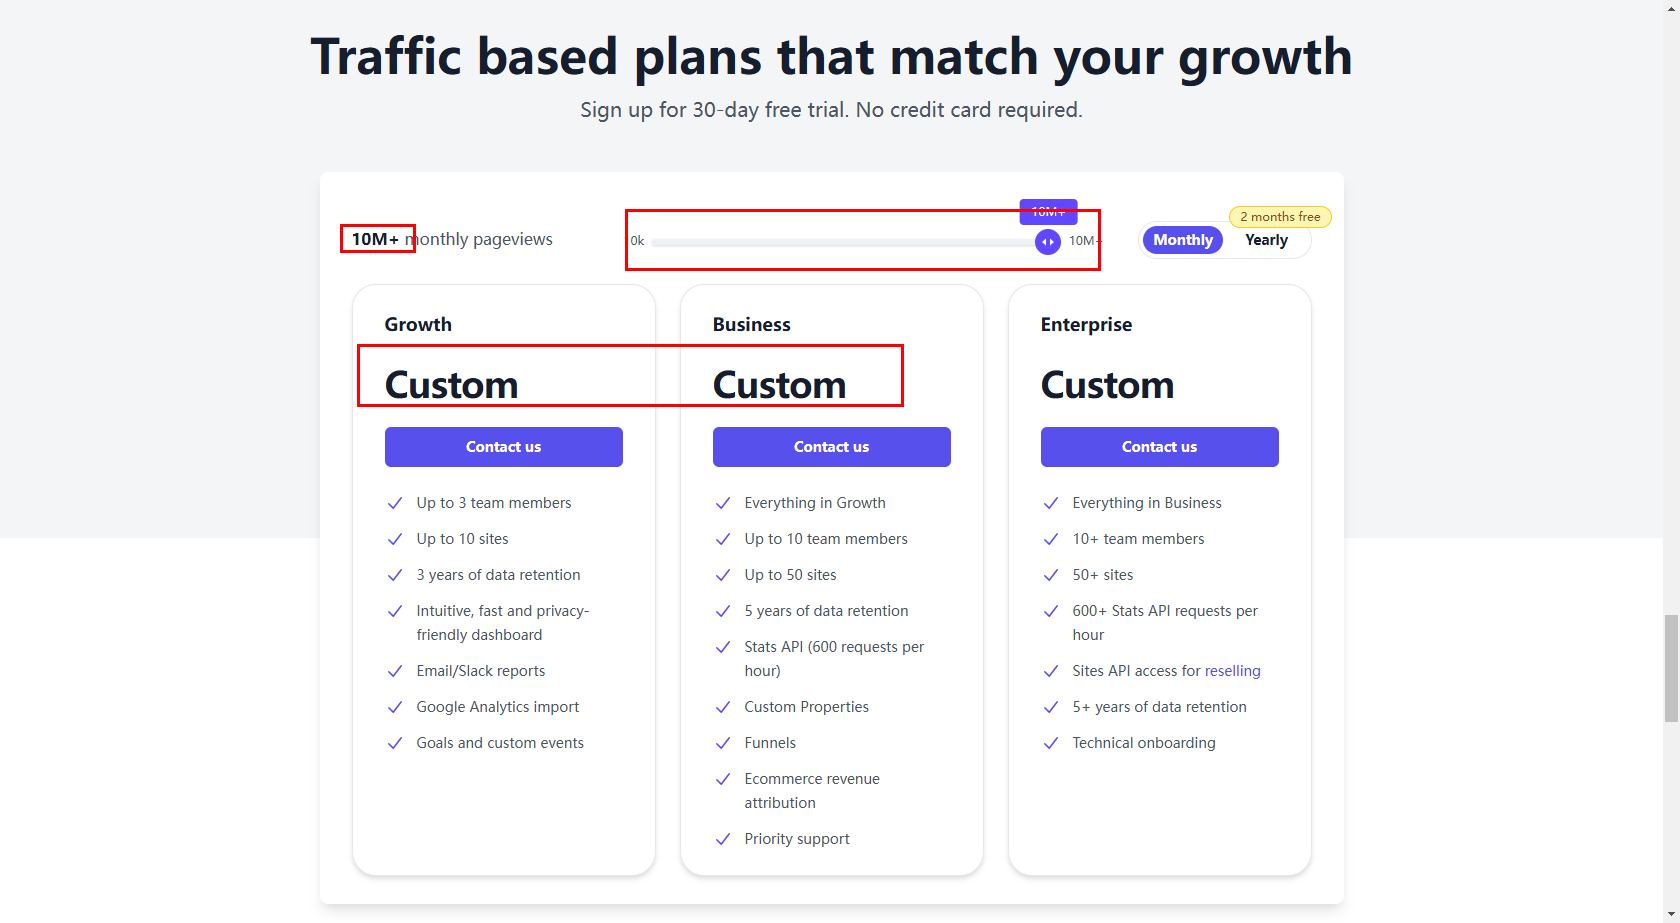 Traffic based plans that match your growth
Sign up for 30-day free trial. No credit card required.
10M+ monthly pageviews
10M+
0k
10M+
2 months free
Monthly
Yearly
Growth
Custom
Contact us
Up to 3 team members
Up to 10 sites
3 years of data retention
Intuitive, fast and privacy-
friendly dashboard
Email/Slack reports
Google Analytics import
Goals and custom events
Business
Custom
Contact us
Everything in Growth
Up to 10 team members
Up to 50 sites
5 years of data retention
Stats API (600 requests per
hour)
Custom Properties
Funnels
Ecommerce revenue
attribution
Priority support
Enterprise
Custom
Contact us
Everything in Business
10+ team members
50+ sites
600+ Stats API requests per
hour
Sites API access for reselling
5+ years of data retention
Technical onboarding